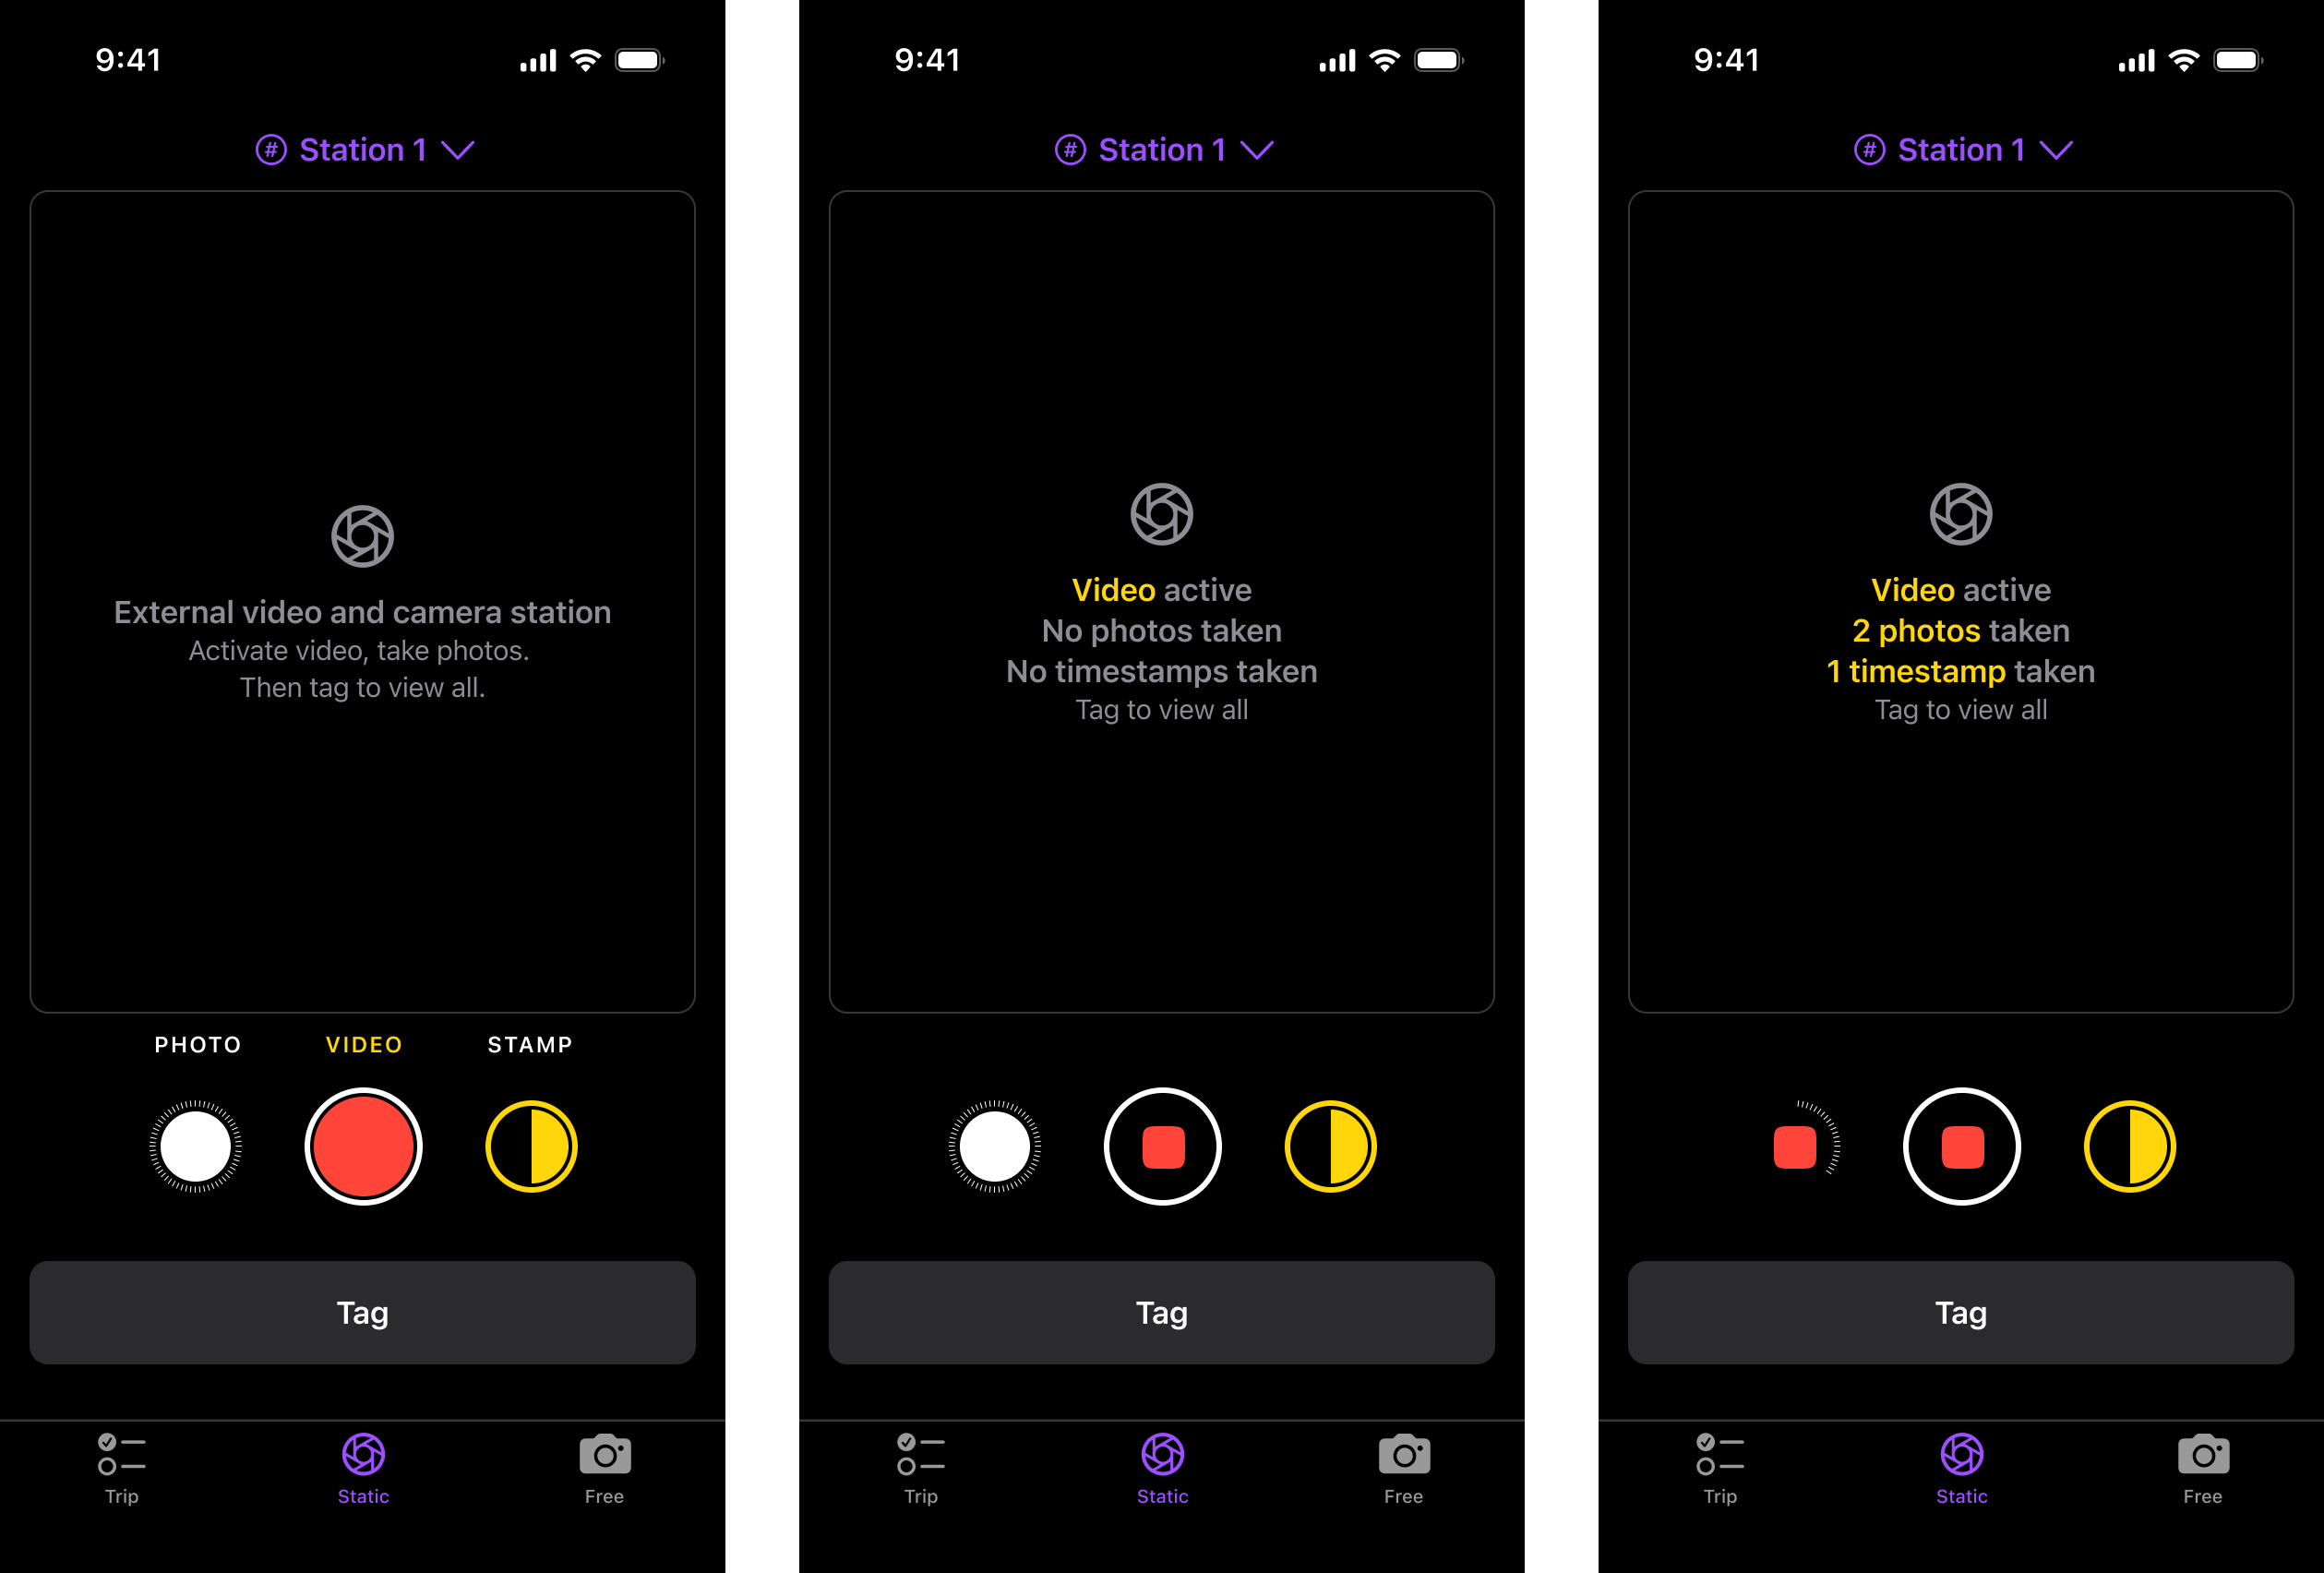 9:41
# Station 1
External video and camera station
Activate video, take photos.
Then tag to view all.
PHOTO VIDEO STAMP
Tag
Trip Static Free
9:41
# Station 1
Video active
No photos taken
No timestamps taken
Tag to view all
Tag
Trip Static Free
9:41
# Station 1
Video active
2 photos taken
1 timestamp taken
Tag to view all
Tag
Trip Static Free